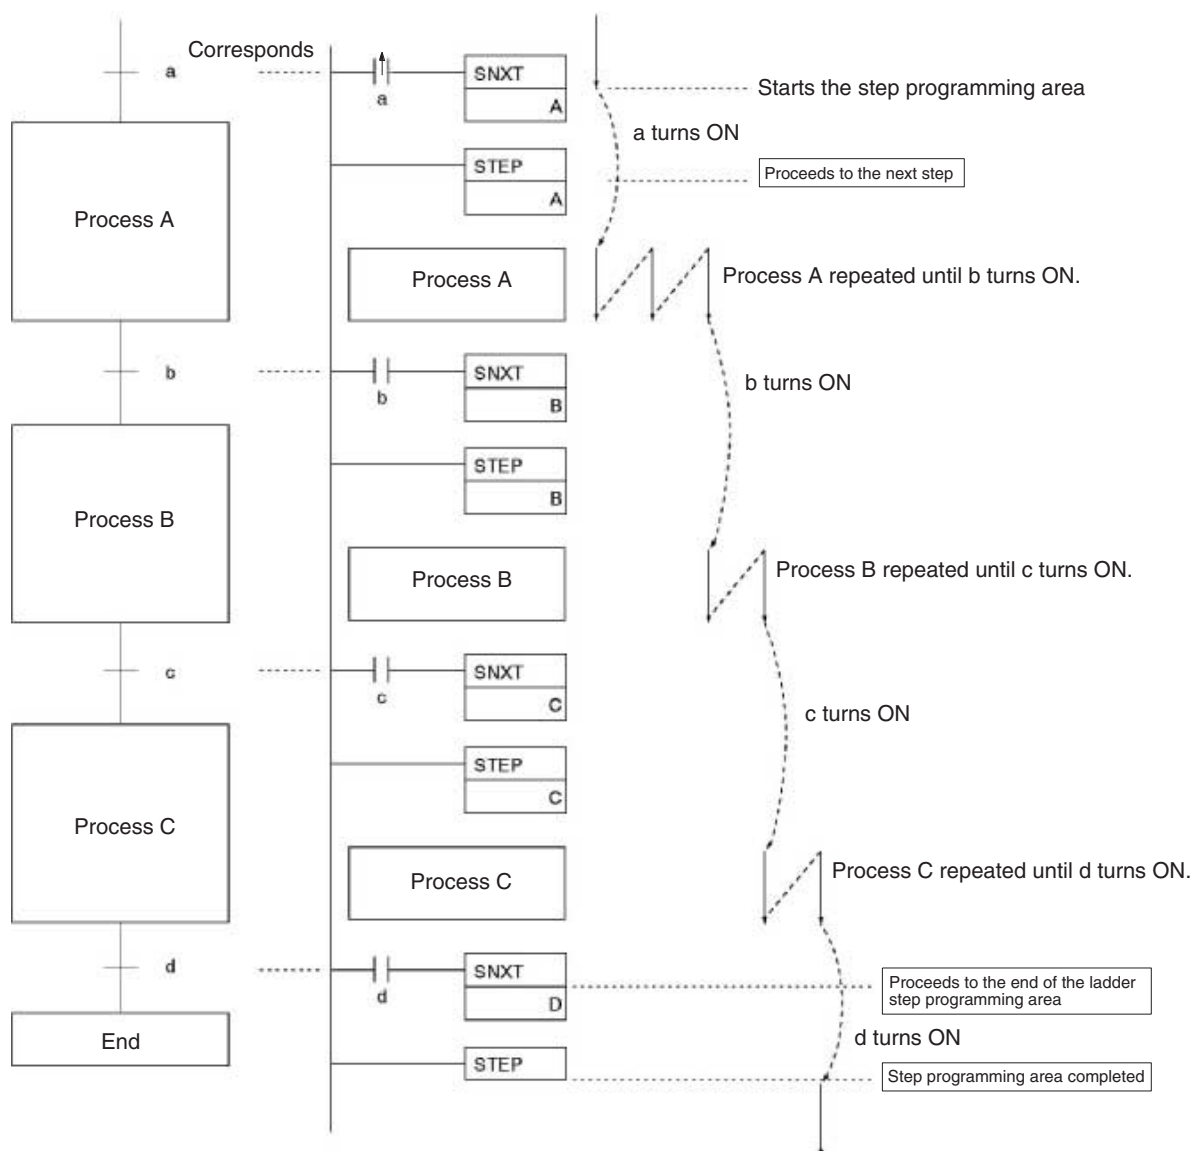 Corresponds
a
SNXT
A
a
Starts the step programming area
a turns ON
STEP
A
Proceeds to the next step
Process A
Process A
Process A repeated until b turns ON.
b
SNXT
B
b
b turns ON
STEP
B
Process B
Process B
Process B repeated until c turns ON.
c
SNXT
C
c
c turns ON
STEP
C
Process C
Process C
Process C repeated until d turns ON.
d
SNXT
D
d
Proceeds to the end of the ladder
step programming area
d turns ON
End
STEP
Step programming area completed